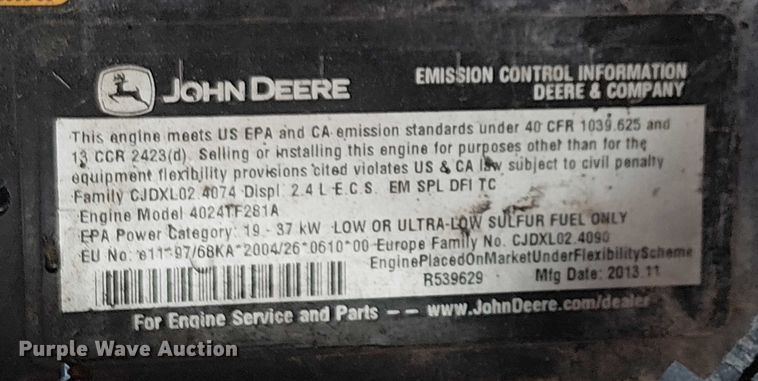 JOHN DEERE
EMISSION CONTROL INFORMATION
DEERE & COMPANY
This engine meets US EPA and CA emission standards under 40 CFR 1039.625 and
13 CCR 2423(d). Selling or installing this engine for purposes other than for the
equipment flexibility provisions cited violates US & CA law subject to civil penalty
Family CJDXL02.4074 Displ. 2.4 L E.C.S. EM SPL DFI TC
Engine Model 4024TF281A
EPA Power Category: 19 - 37 kW LOW OR ULTRA-LOW SULFUR FUEL ONLY
EU No: e11*97/68KA*2004/26*0610*00 Europe Family No. CJDXL02.4090
EnginePlacedOnMarketUnderFlexibilityScheme
R539629 Mfg Date: 2013.11
For Engine Service and Parts -- www.JohnDeere.com/dealer
Purple Wave Auction